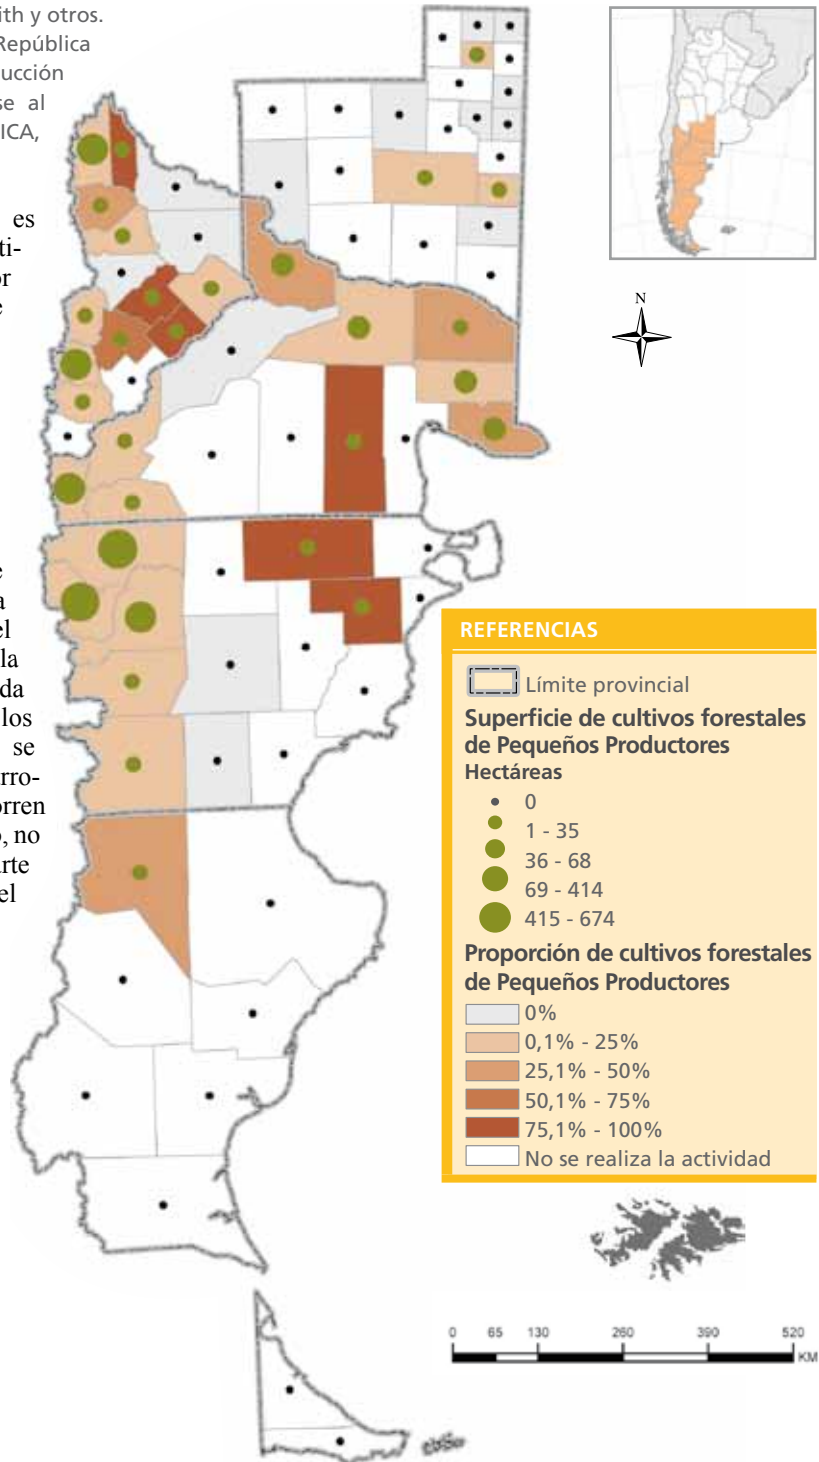 ith y otros.
República
ucción
se al
ICA,
es
ti-
or
e
e
a
el
la
da
los
se
rro-
orren
o, no
arte
el
N
REFERENCIAS
Límite provincial
Superficie de cultivos forestales
de Pequeños Productores
Hectáreas
0
1 - 35
36 - 68
69 - 414
415 - 674
Proporción de cultivos forestales
de Pequeños Productores
0%
0,1% - 25%
25,1% - 50%
50,1% - 75%
75,1% - 100%
No se realiza la actividad
0 65 130 260 390 520
KM